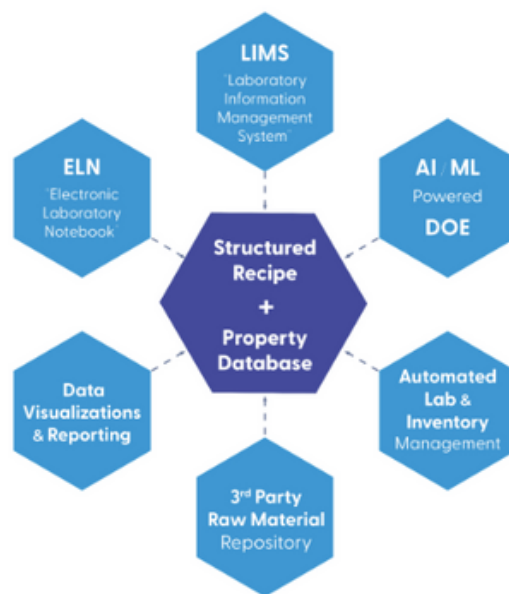 LIMS
"Laboratory
Information
Management
System"
ELN
"Electronic
Laboratory
Notebook"
AI / ML
Powered
DOE
Structured
Recipe
+
Property
Database
Data
Visualizations
& Reporting
Automated
Lab &
Inventory
Management
3rd Party
Raw Material
Repository